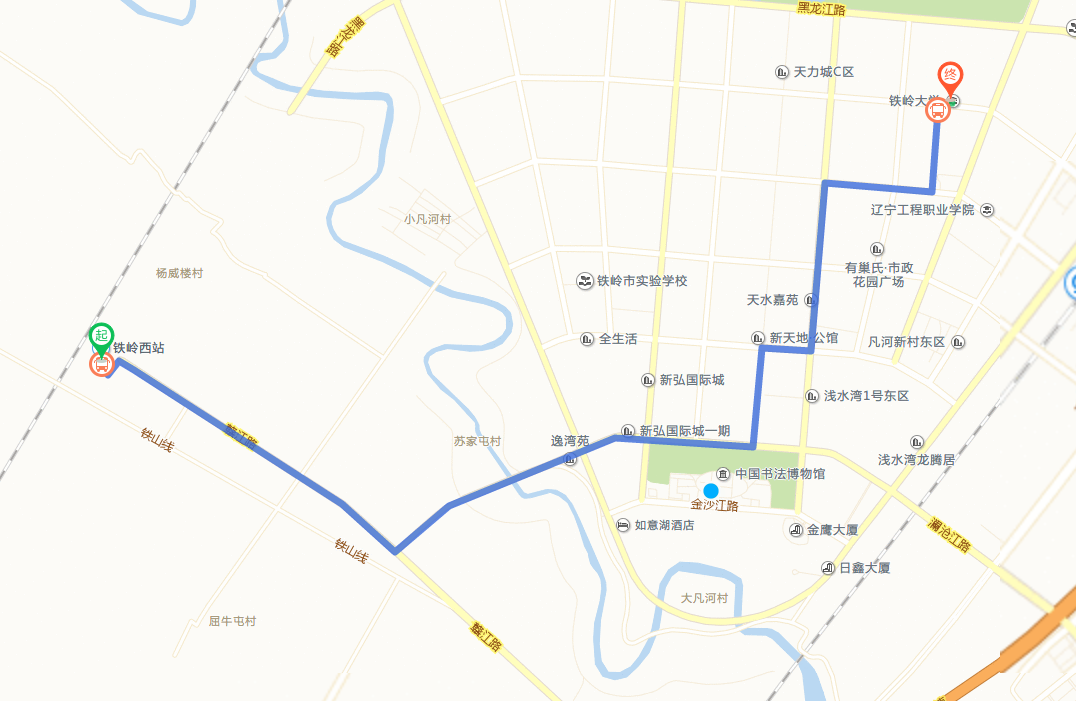 黑龙江路
黑龙江路
天力城C区
终
铁岭大学
辽宁工程职业学院
小凡河村
有巢氏·市政
花园广场
杨威楼村
铁岭市实验学校
天水嘉苑
起
铁岭西站
全生活
新天地公馆
凡河新村东区
新弘国际城
浅水湾1号东区
铁山线
苏家屯村
逸湾苑
新弘国际城一期
浅水湾龙腾居
中国书法博物馆
金沙江路
如意湖酒店
金鹰大厦
澜沧江路
铁山线
日鑫大厦
大凡河村
屈牛屯村